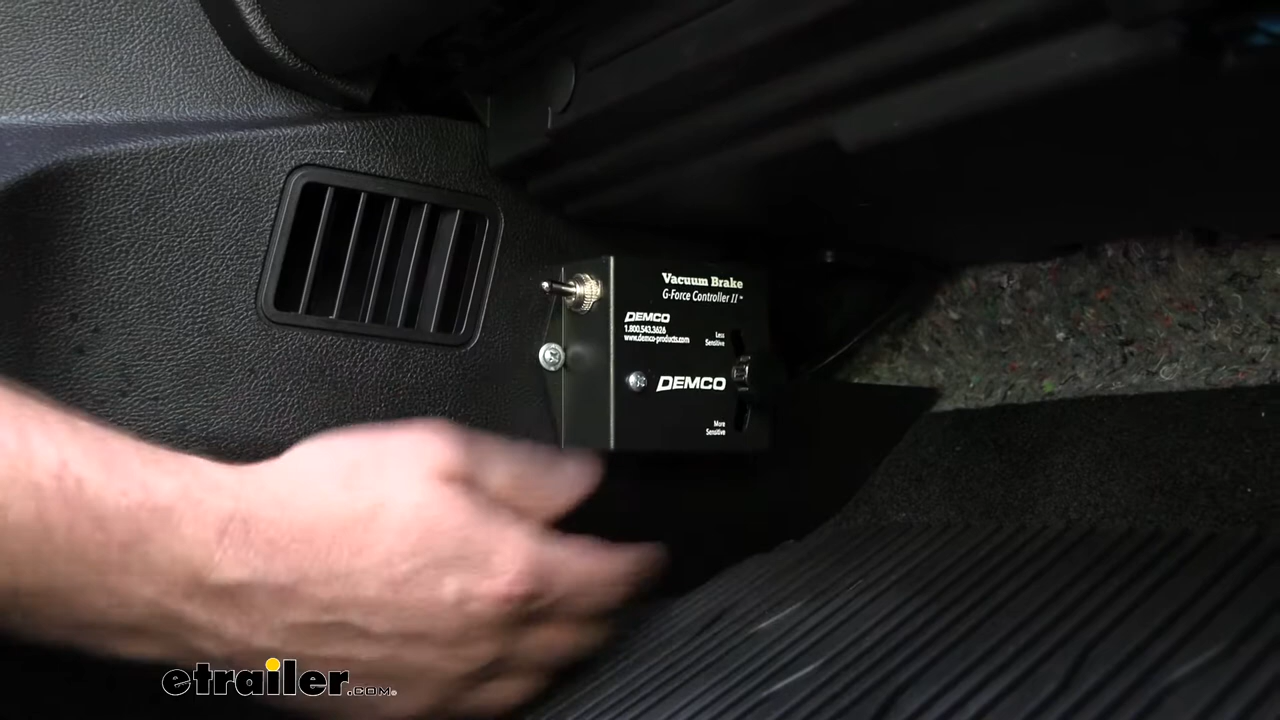 Vacuum Brake
G-Force Controller II™
DEMCO
1.800.543.3626
www.demco-products.com
Less
Sensitive
DEMCO
More
Sensitive
etrailer.COM®